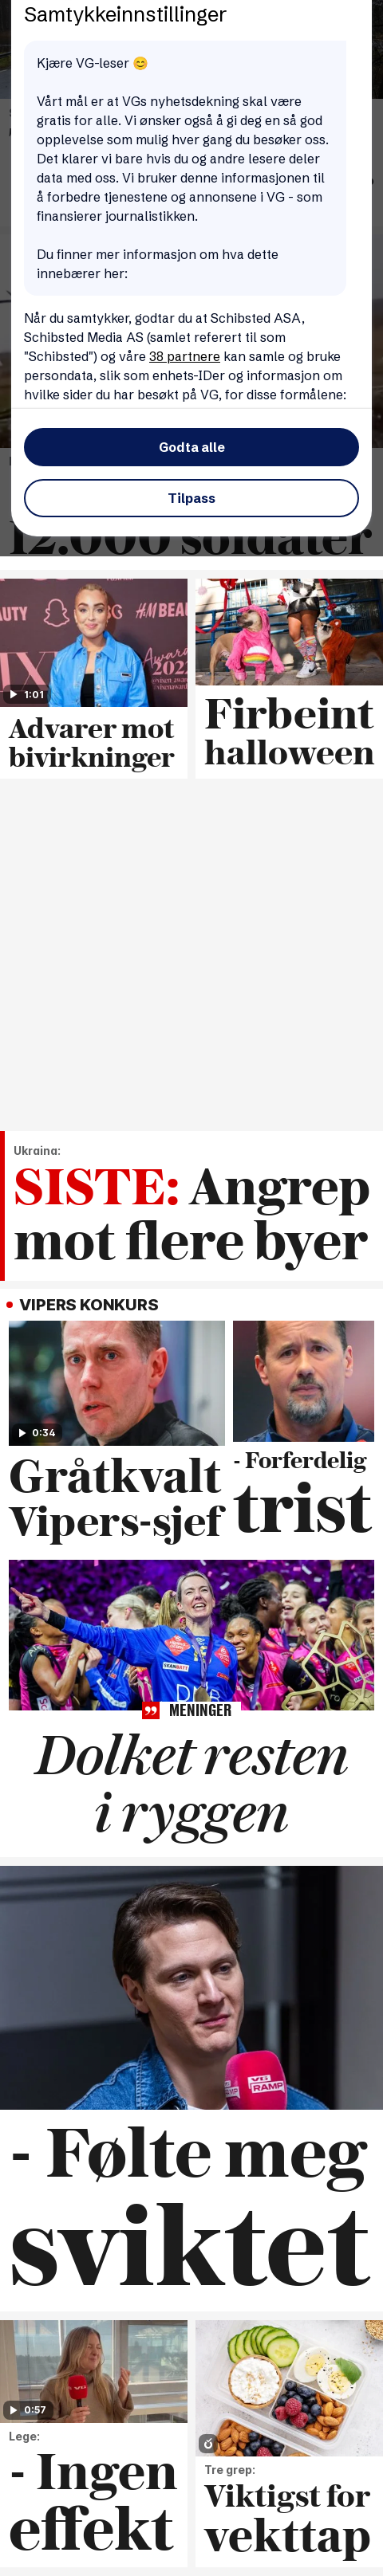 Samtykkeinnstillinger
Kjære VG-leser 😊
Vårt mål er at VGs nyhetsdekning skal være
gratis for alle. Vi ønsker også å gi deg en så god
opplevelse som mulig hver gang du besøker oss.
Det klarer vi bare hvis du og andre lesere deler
data med oss. Vi bruker denne informasjonen til
å forbedre tjenestene og annonsene i VG - som
finansierer journalistikken.
Du finner mer informasjon om hva dette
innebærer her:
Når du samtykker, godtar du at Schibsted ASA,
Schibsted Media AS (samlet referert til som
"Schibsted") og våre 38 partnere kan samle og bruke
persondata, slik som enhets-IDer og informasjon om
hvilke sider du har besøkt på VG, for disse formålene:
Godta alle
Tilpass
12.000 soldater
1:01
Advarer mot
bivirkninger
Firbeint
halloween
Ukraina:
SISTE: Angrep
mot flere byer
VIPERS KONKURS
0:34
Gråtkvalt
Vipers-sjef
- Forferdelig
trist
MENINGER
Dolket resten
i ryggen
VG
RAMP
- Følte meg
sviktet
0:57
Lege:
- Ingen
effekt
Tre grep:
Viktigst for
vekttap